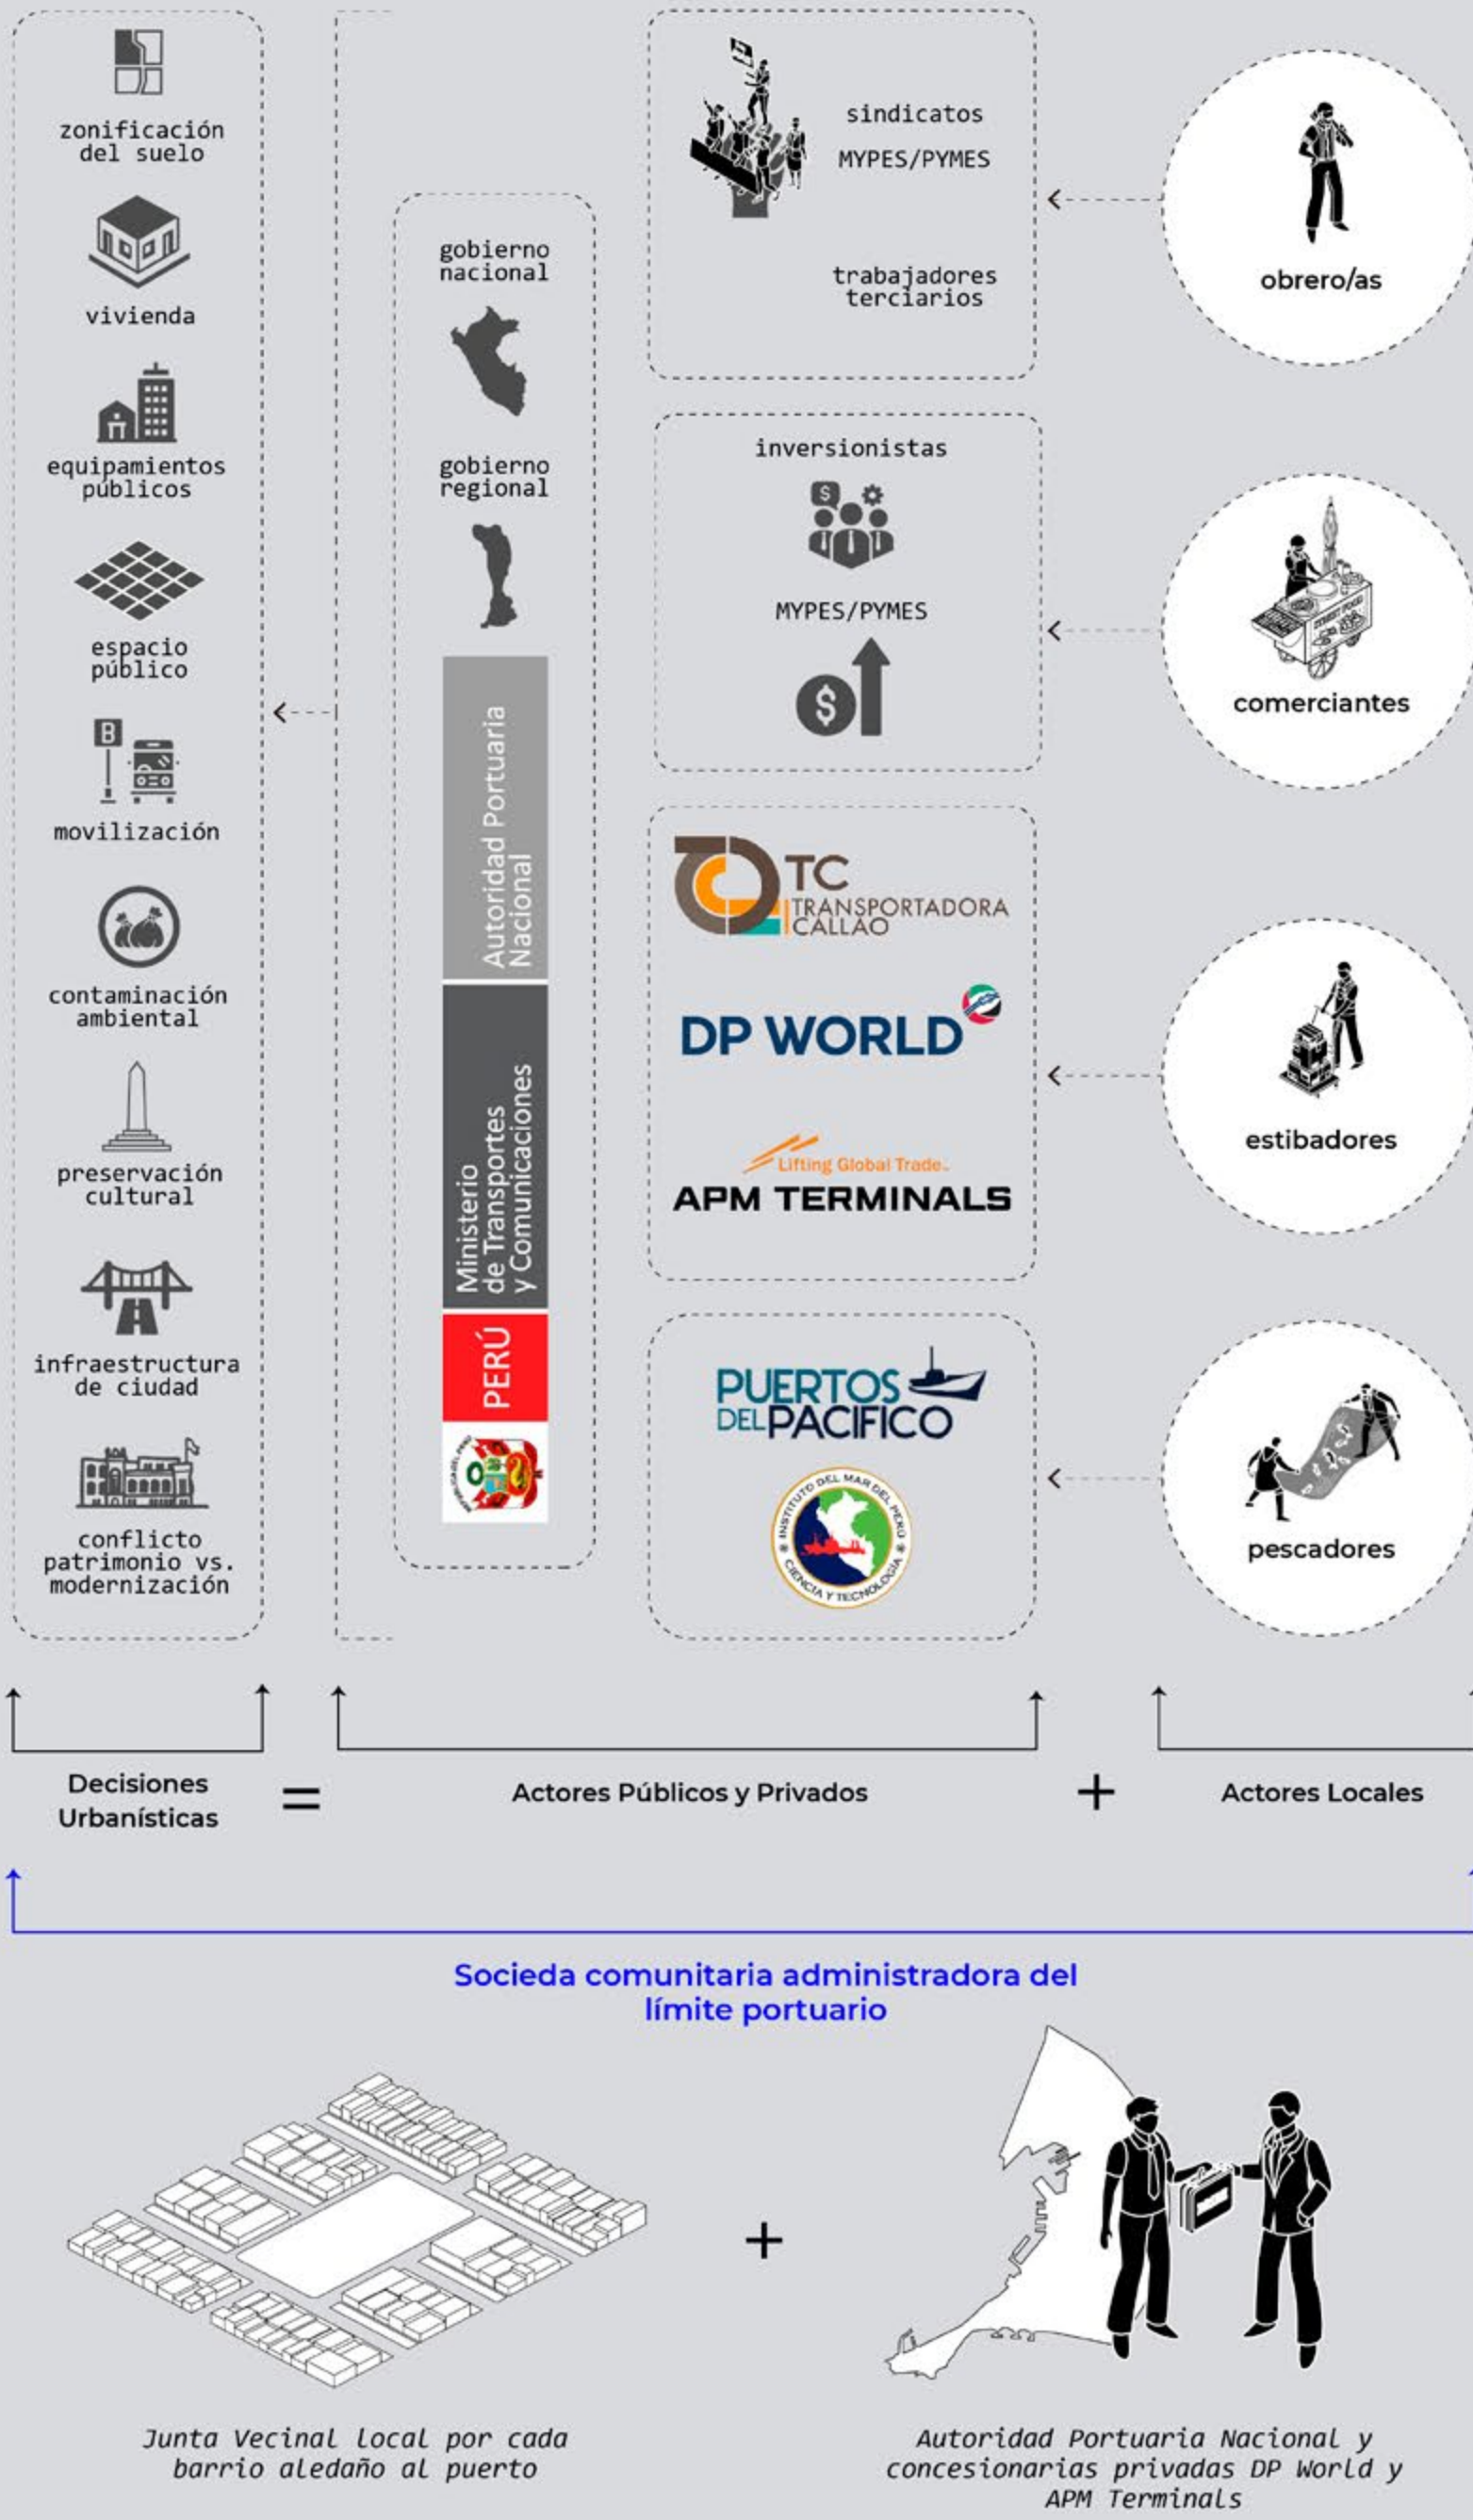 zonificación
del suelo
vivienda
equipamientos
públicos
espacio
público
B
movilización
contaminación
ambiental
preservación
cultural
infraestructura
de ciudad
conflicto
patrimonio vs.
modernización
gobierno
nacional
gobierno
regional
Autoridad Portuaria
Nacional
Ministerio
de Transportes
y Comunicaciones
PERÚ
sindicatos
MYPES/PYMES
trabajadores
terciarios
inversionistas
$
MYPES/PYMES
$
TC
TRANSPORTADORA
CALLAO
DP WORLD
Lifting Global Trade.
APM TERMINALS
PUERTOS
DEL PACIFICO
INSTITUTO DEL MAR DEL PERÚ
CIENCIA Y TECNOLOGÍA
obrero/as
STREET FOOD
comerciantes
estibadores
pescadores
Decisiones
Urbanísticas
=
Actores Públicos y Privados
+
Actores Locales
Socieda comunitaria administradora del
límite portuario
+
Junta Vecinal local por cada
barrio aledaño al puerto
Autoridad Portuaria Nacional y
concesionarias privadas DP World y
APM Terminals